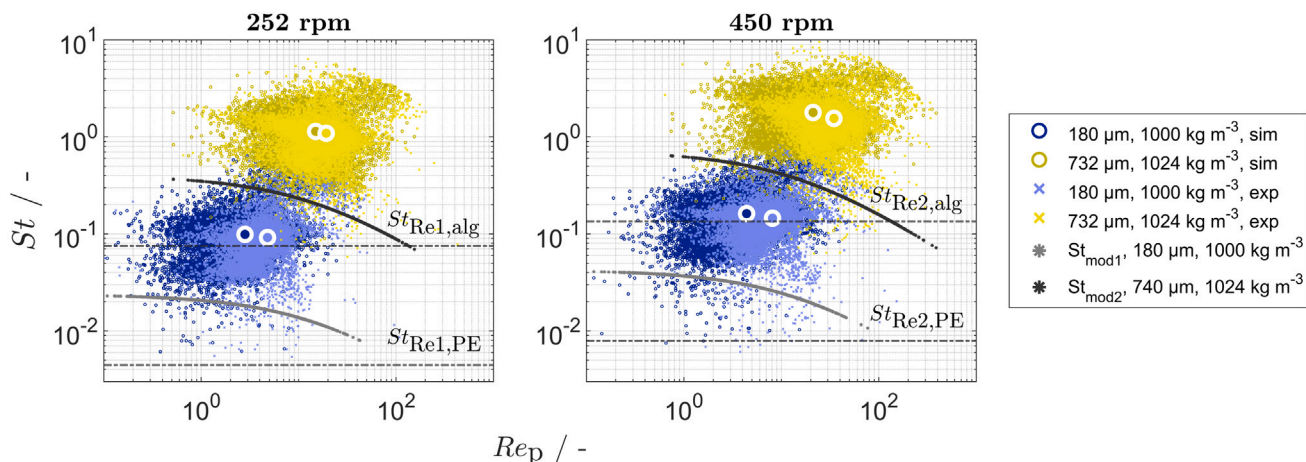 252 rpm
450 rpm
10^1
10^0
10^-1
10^-2
St / -
St_Re1,alg
St_Re1,PE
10^0
10^2
10^1
10^0
10^-1
10^-2
St_Re2,alg
St_Re2,PE
10^0
10^2
Re_p / -
180 µm, 1000 kg m^-3, sim
732 µm, 1024 kg m^-3, sim
180 µm, 1000 kg m^-3, exp
732 µm, 1024 kg m^-3, exp
St_mod1, 180 µm, 1000 kg m^-3
St_mod2, 740 µm, 1024 kg m^-3